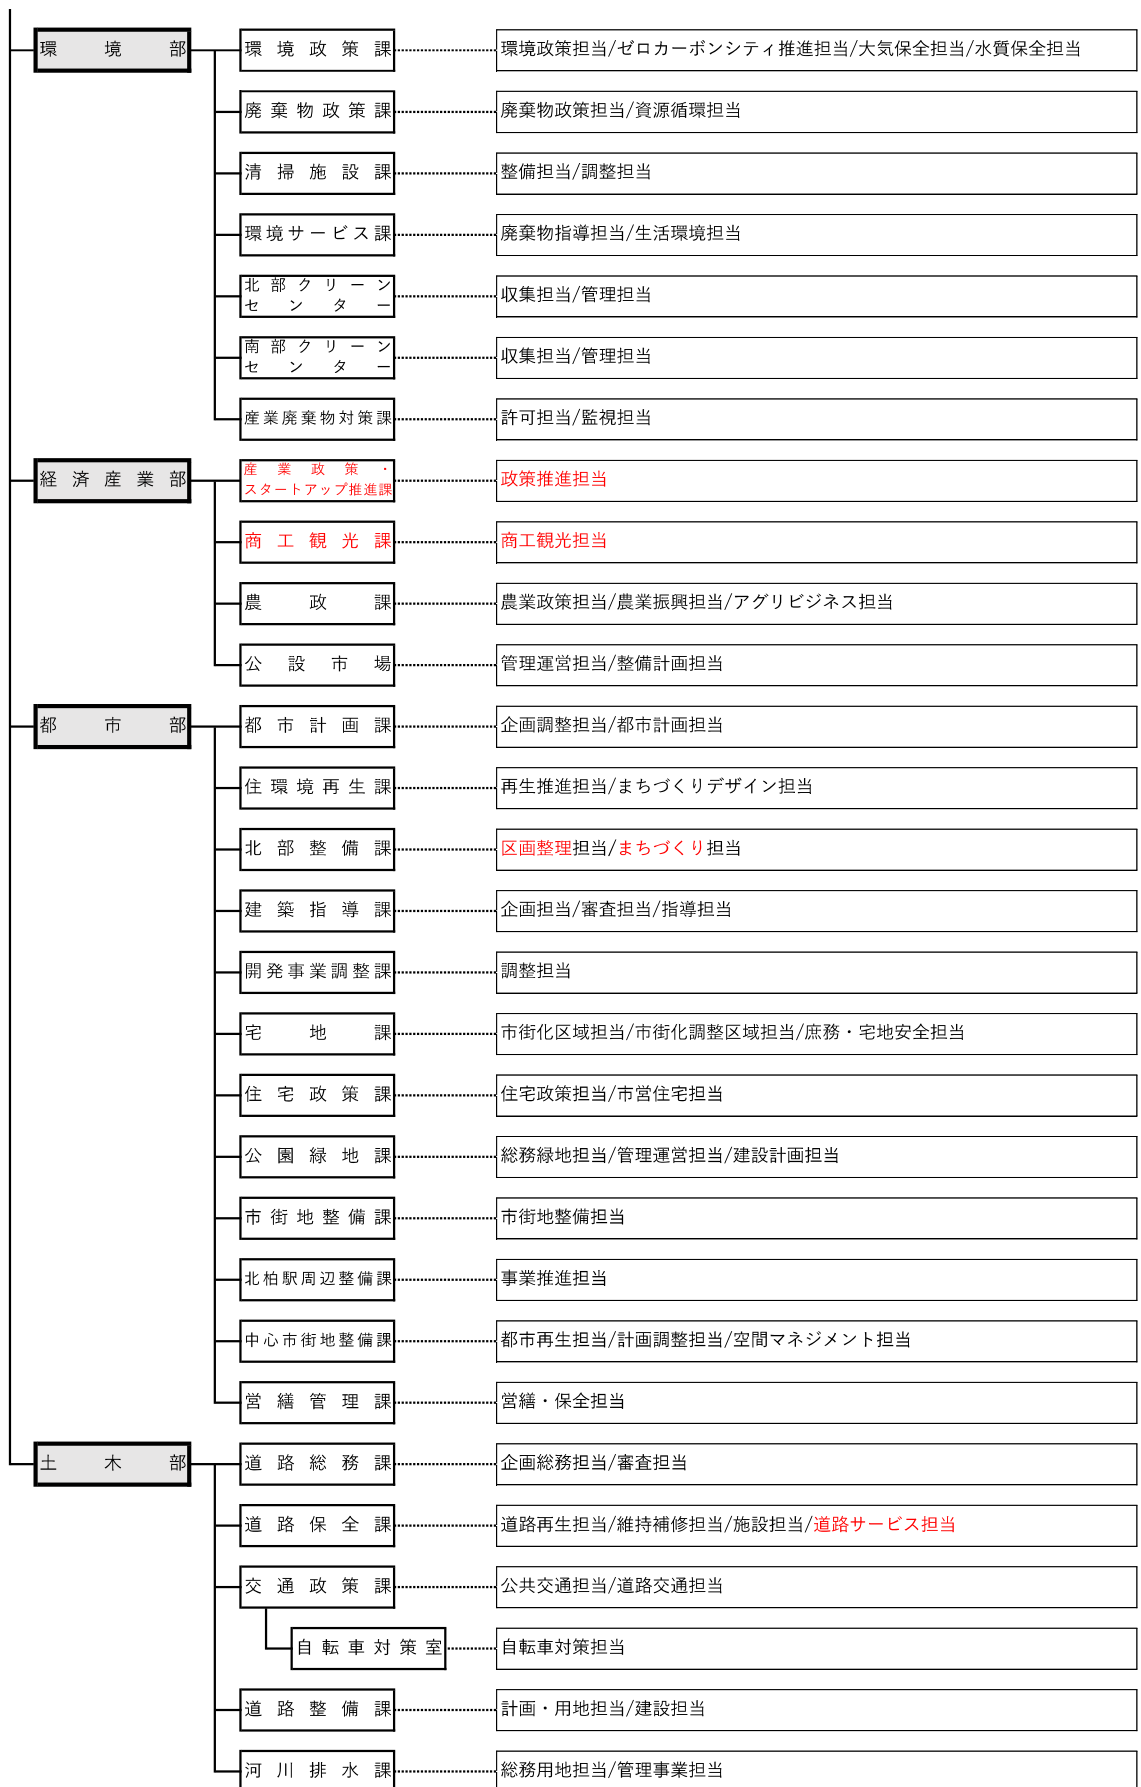 環境部 環境政策課 環境政策担当/ゼロカーボンシティ推進担当/大気保全担当/水質保全担当
廃棄物政策課 廃棄物政策担当/資源循環担当
清掃施設課 整備担当/調整担当
環境サービス課 廃棄物指導担当/生活環境担当
北部クリーン
センター 収集担当/管理担当
南部クリーン
センター 収集担当/管理担当
産業廃棄物対策課 許可担当/監視担当
経済産業部 産業政策・
スタートアップ推進課 政策推進担当
商工観光課 商工観光担当
農政課 農業政策担当/農業振興担当/アグリビジネス担当
公設市場 管理運営担当/整備計画担当
都市部 都市計画課 企画調整担当/都市計画担当
住環境再生課 再生推進担当/まちづくりデザイン担当
北部整備課 区画整理担当/まちづくり担当
建築指導課 企画担当/審査担当/指導担当
開発事業調整課 調整担当
宅地課 市街化区域担当/市街化調整区域担当/庶務・宅地安全担当
住宅政策課 住宅政策担当/市営住宅担当
公園緑地課 総務緑地担当/管理運営担当/建設計画担当
市街地整備課 市街地整備担当
北柏駅周辺整備課 事業推進担当
中心市街地整備課 都市再生担当/計画調整担当/空間マネジメント担当
営繕管理課 営繕・保全担当
土木部 道路総務課 企画総務担当/審査担当
道路保全課 道路再生担当/維持補修担当/施設担当/道路サービス担当
交通政策課 公共交通担当/道路交通担当
自転車対策室 自転車対策担当
道路整備課 計画・用地担当/建設担当
河川排水課 総務用地担当/管理事業担当